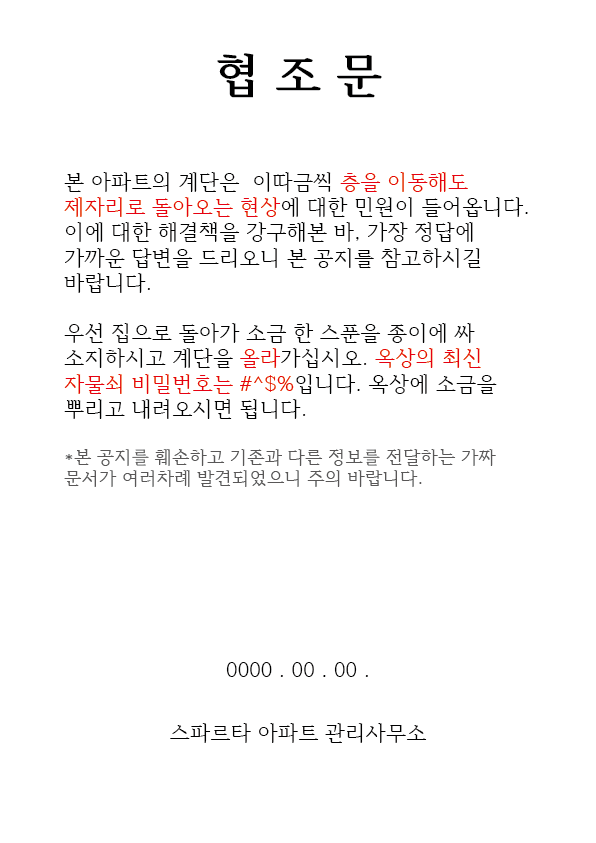 협 조 문
본 아파트의 계단은 이따금씩 층을 이동해도
제자리로 돌아오는 현상에 대한 민원이 들어옵니다.
이에 대한 해결책을 강구해본 바, 가장 정답에
가까운 답변을 드리오니 본 공지를 참고하시길
바랍니다.
우선 집으로 돌아가 소금 한 스푼을 종이에 싸
소지하시고 계단을 올라가십시오. 옥상의 최신
자물쇠 비밀번호는 #^$%입니다. 옥상에 소금을
뿌리고 내려오시면 됩니다.
*본 공지를 훼손하고 기존과 다른 정보를 전달하는 가짜
문서가 여러차례 발견되었으니 주의 바랍니다.
0000 . 00 . 00 .
스파르타 아파트 관리사무소